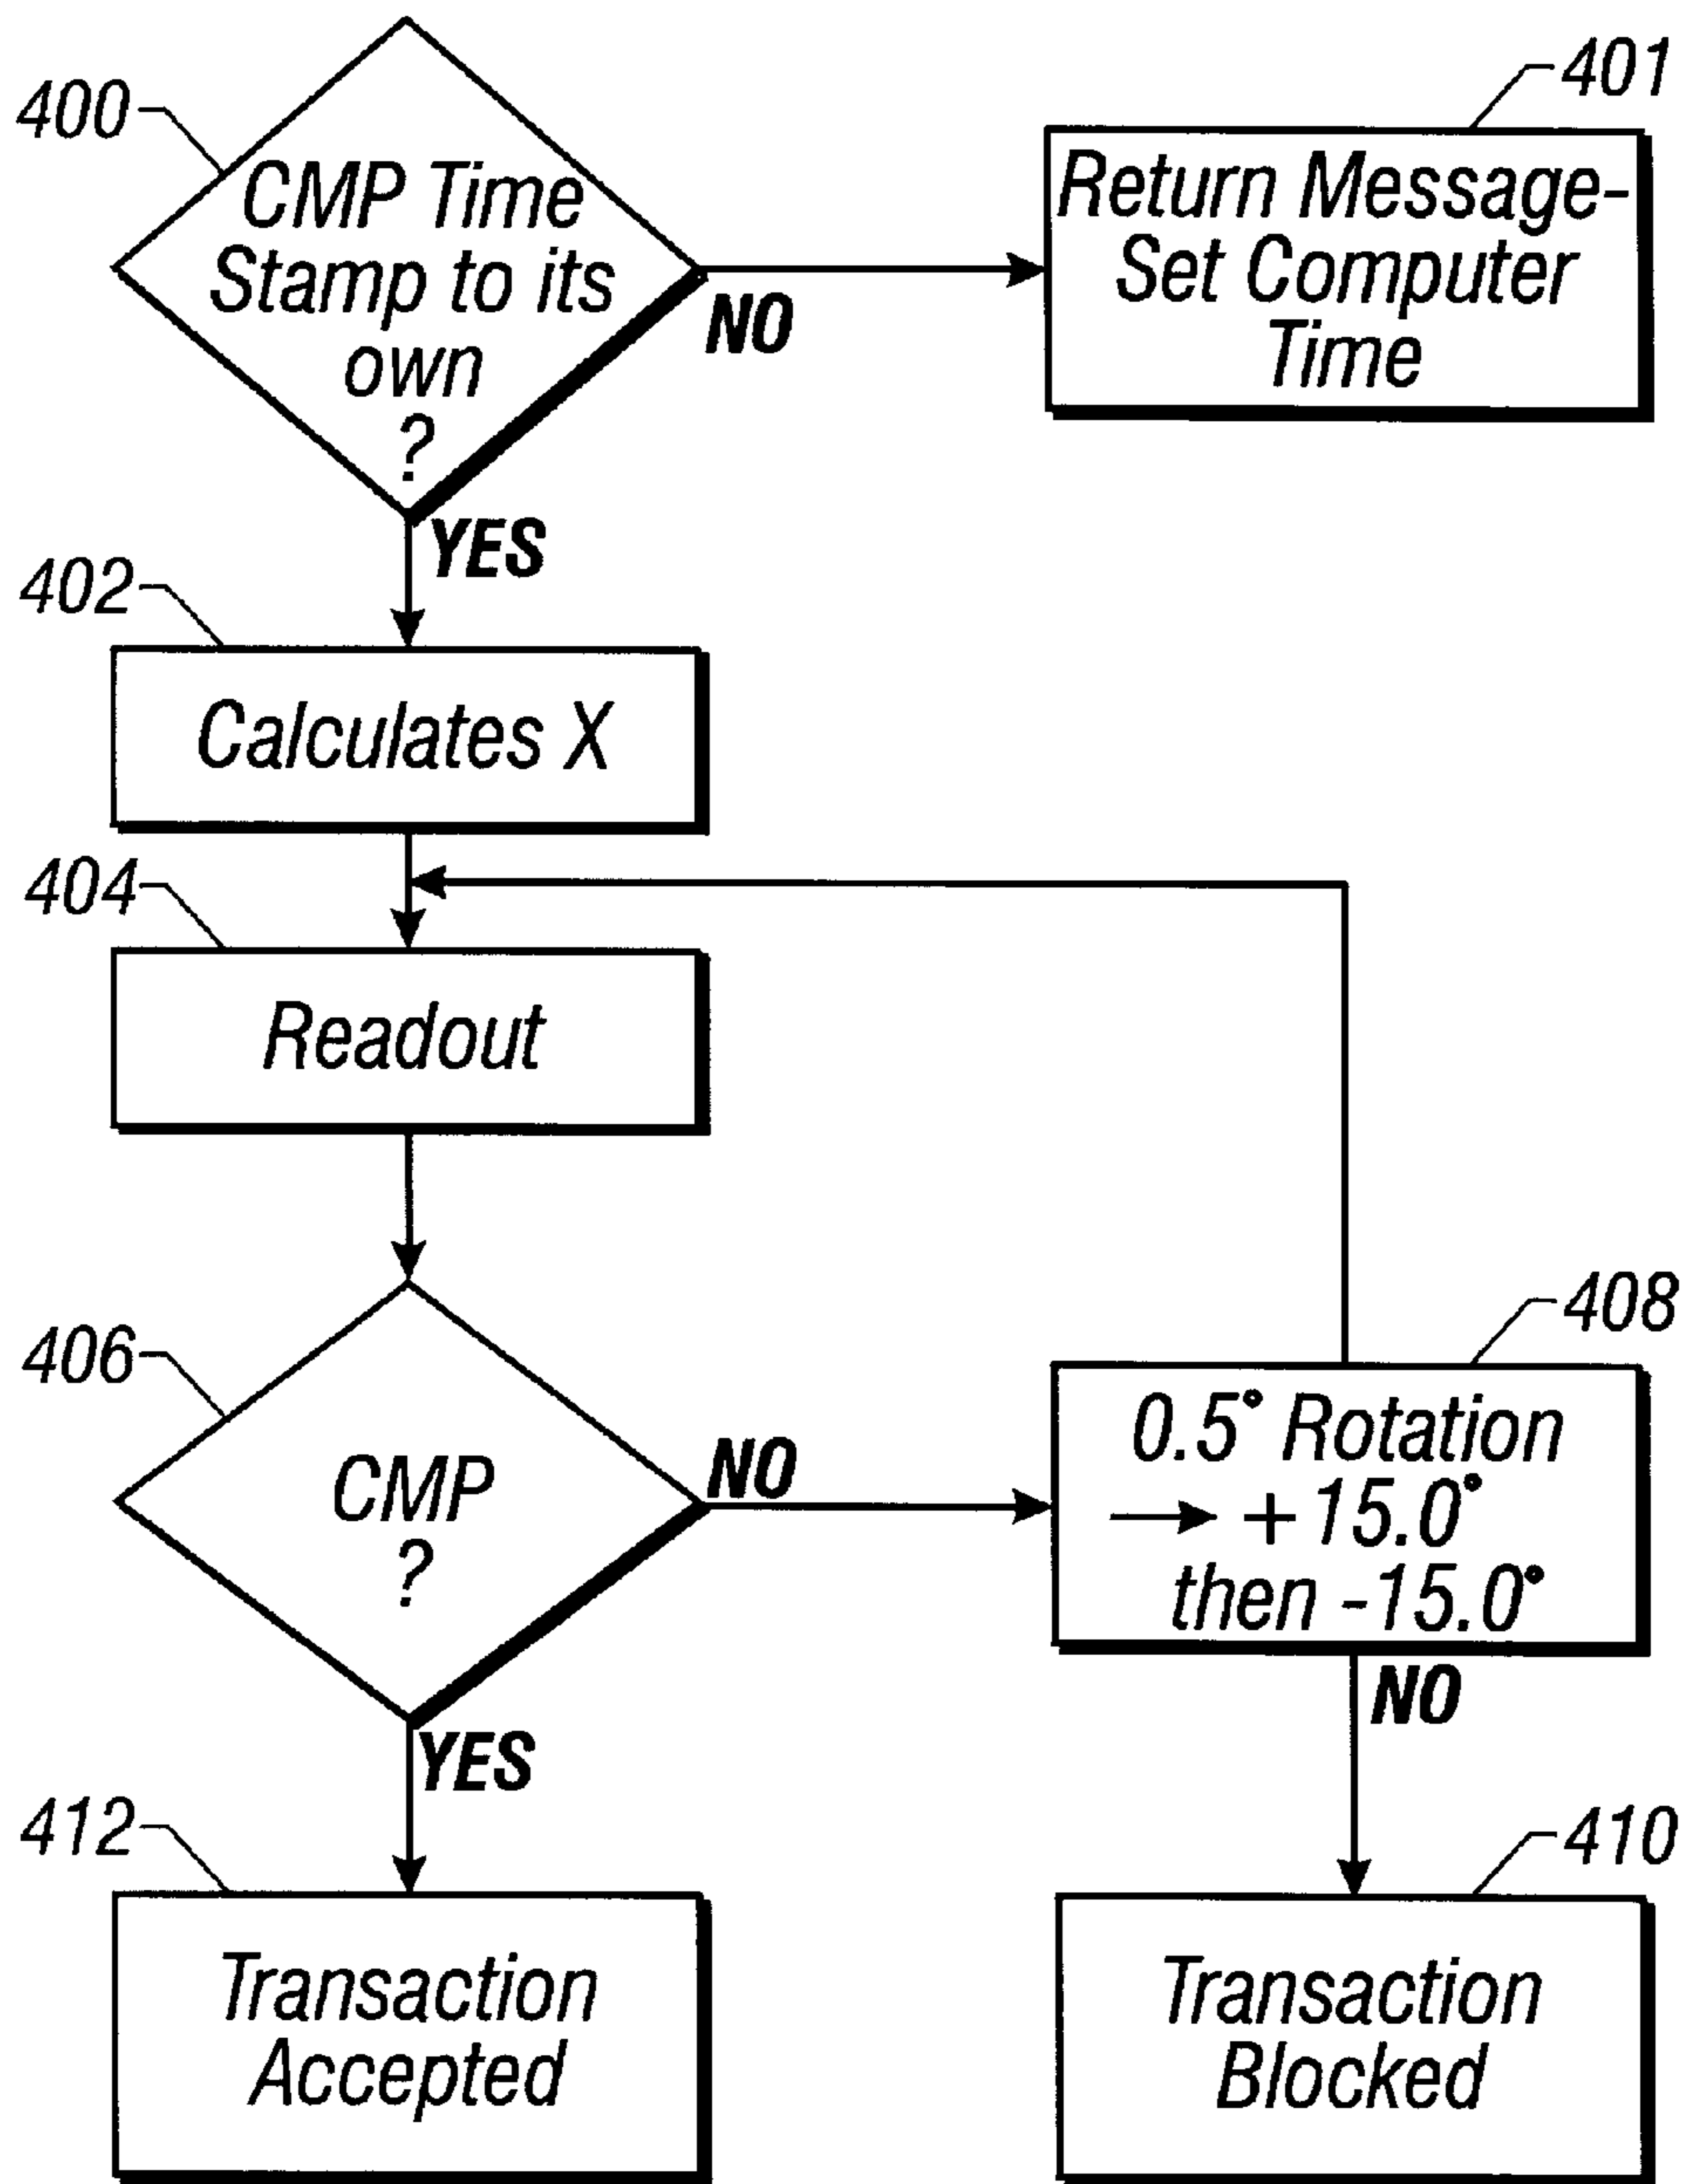 400
CMP Time
Stamp to its
own
?
NO
YES
401
Return Message-
Set Computer
Time
402
Calculates X
404
Readout
406
CMP
?
NO
YES
408
0.5° Rotation
→ + 15.0°
then -15.0°
NO
412
Transaction
Accepted
410
Transaction
Blocked